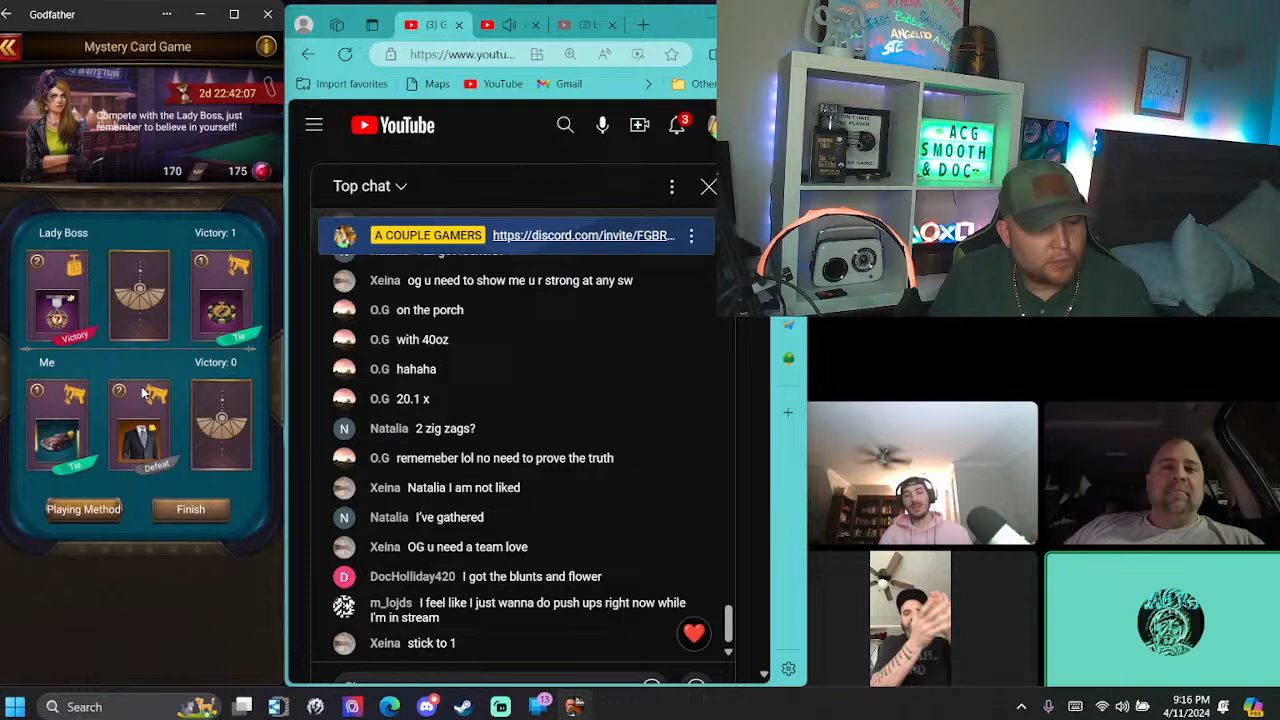 Godfather
Mystery Card Game
2d 22:42:07
Compete with the Lady Boss, just
remember to believe in yourself!
170
175
Lady Boss
Victory: 1
Victory
Tie
Me
Victory: 0
Tie
Defeat
Playing Method
Finish
https://www.youtu...
Import favorites
Maps
YouTube
Gmail
Other
YouTube
3
Top chat
A COUPLE GAMERS https://discord.com/invite/FGBR...
Xeina og u need to show me u r strong at any sw
O.G on the porch
O.G with 40oz
O.G hahaha
O.G 20.1 x
Natalia 2 zig zags?
O.G rememeber lol no need to prove the truth
Xeina Natalia I am not liked
Natalia I've gathered
Xeina OG u need a team love
DocHolliday420 I got the blunts and flower
m_lojds I feel like I just wanna do push ups right now while
I'm in stream
Xeina stick to 1
ACG
SMOOTH
& DOC
Search
13
9:16 PM
4/11/2024